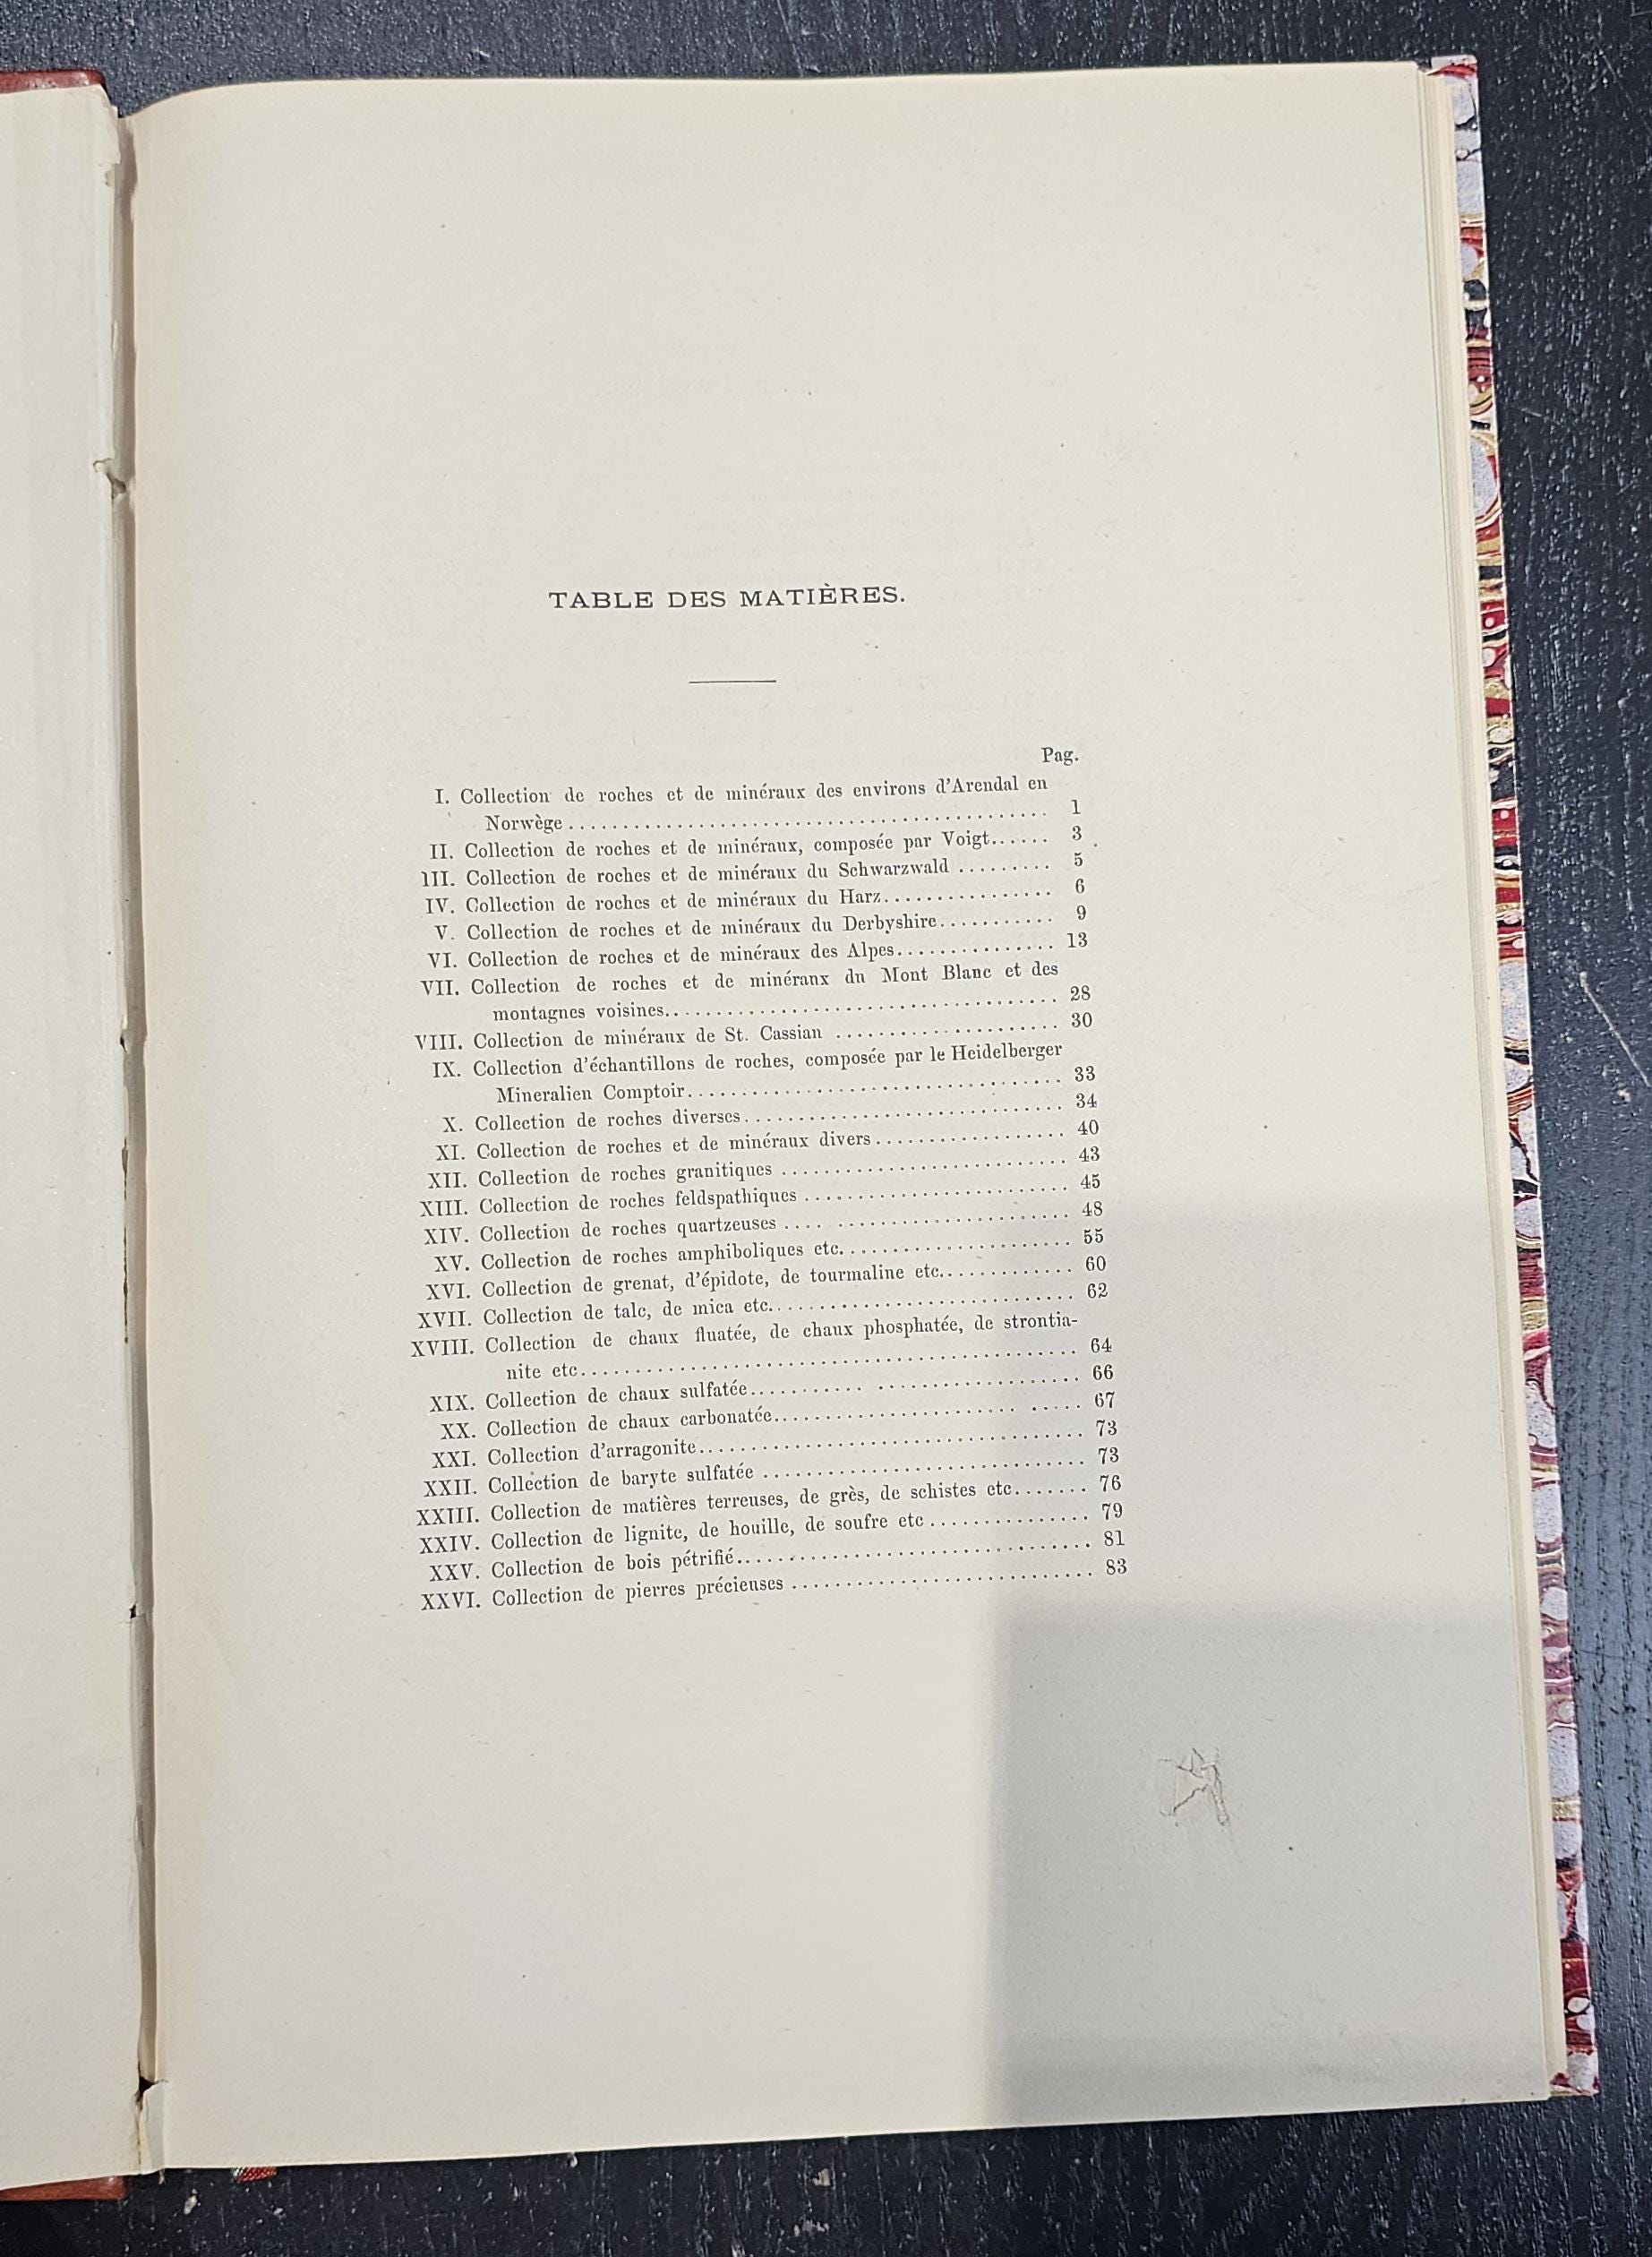 TABLE DES MATIÈRES.
Pag.
I. Collection de roches et de minéraux des environs d'Arendal en
Norwège............................................ 1
II. Collection de roches et de minéraux, composée par Voigt...... 3
III. Collection de roches et de minéraux du Schwarzwald ......... 5
IV. Collection de roches et de minéraux du Harz................ 6
V. Collection de roches et de minéraux du Derbyshire........... 9
VI. Collection de roches et de minéraux des Alpes............... 13
VII. Collection de roches et de minéraux du Mont Blanc et des
montagnes voisines..................................... 28
VIII. Collection de minéraux de St. Cassian ..................... 30
IX. Collection d'échantillons de roches, composée par le Heidelberger
Mineralien Comptoir................................... 33
X. Collection de roches diverses.............................. 34
XI. Collection de roches et de minéraux divers.................. 40
XII. Collection de roches granitiques ........................... 43
XIII. Collection de roches feldspathiques ......................... 45
XIV. Collection de roches quartzeuses .... ...................... 48
XV. Collection de roches amphiboliques etc...................... 55
XVI. Collection de grenat, d'épidote, de tourmaline etc............. 60
XVII. Collection de talc, de mica etc............................. 62
XVIII. Collection de chaux fluatée, de chaux phosphatée, de strontia-
nite etc.............................................. 64
XIX. Collection de chaux sulfatée........... ................... 66
XX. Collection de chaux carbonatée....................... ..... 67
XXI. Collection d'arragonite.................................... 73
XXII. Collection de baryte sulfatée .............................. 73
XXIII. Collection de matières terreuses, de grès, de schistes etc....... 76
XXIV. Collection de lignite, de houille, de soufre etc ............... 79
XXV. Collection de bois pétrifié.................................. 81
XXVI. Collection de pierres précieuses ............................ 83